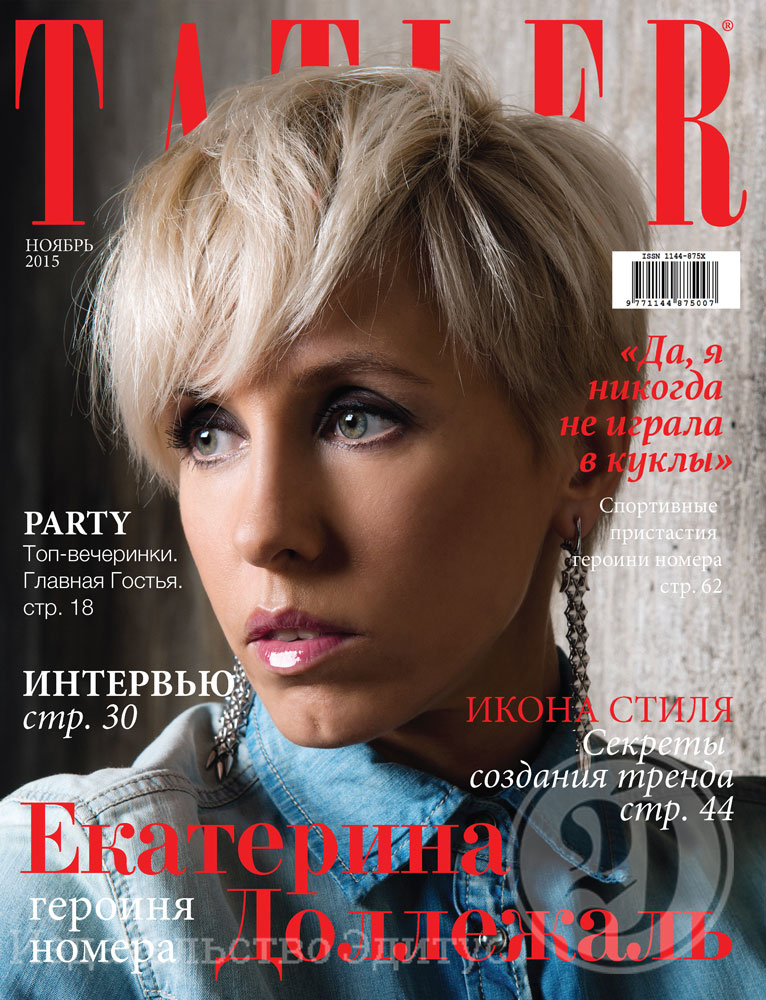 TATLER®
НОЯБРЬ
2015
ISSN 1144-875X
9 771144 875007
«Да, я
никогда
не играла
в куклы»
Спортивные
пристастия
героини номера
стр. 62
PARTY
Топ-вечеринки.
Главная Гостья.
стр. 18
ИНТЕРВЬЮ
стр. 30
ИКОНА СТИЛЯ
Секреты
создания тренда
стр. 44
Екатерина
героиня
номера
Доллежаль
Издательство Эдитус